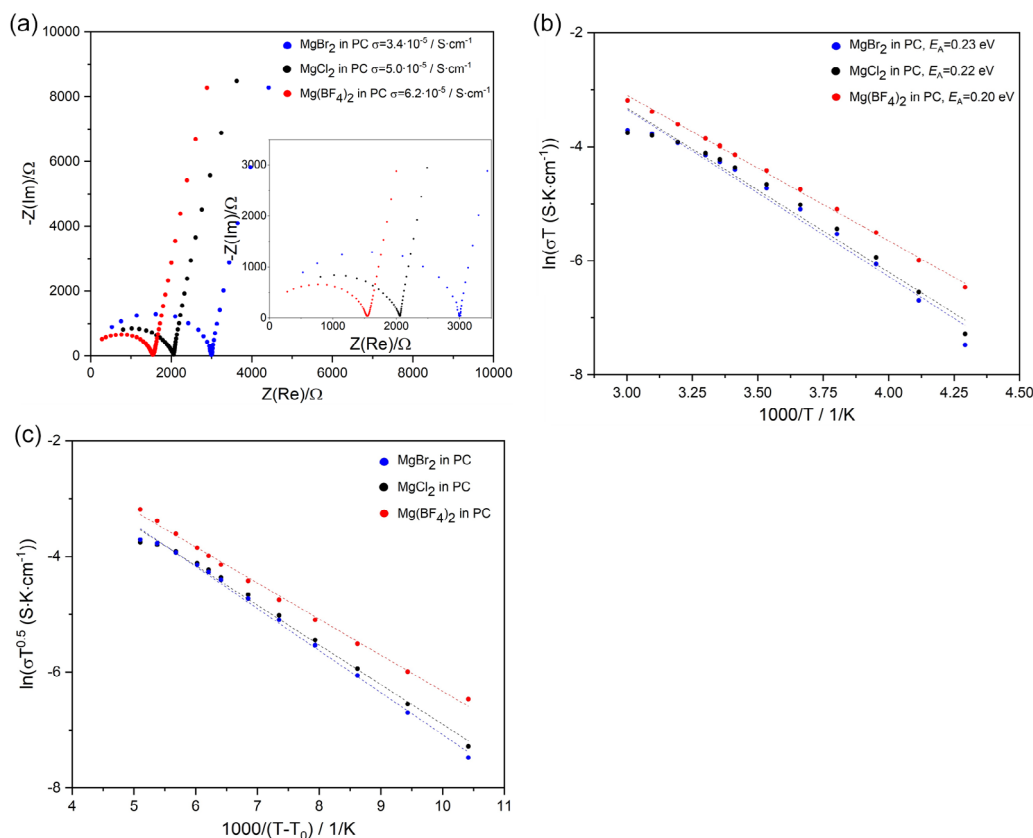 (a)
MgBr2 in PC σ=3.4·10-5 / S·cm-1
MgCl2 in PC σ=5.0·10-5 / S·cm-1
Mg(BF4)2 in PC σ=6.2·10-5 / S·cm-1
10000
8000
6000
4000
2000
0
-Z(Im)/Ω
0
2000
4000
6000
8000
10000
Z(Re)/Ω
3000
2000
1000
0
-Z(Im)/Ω
0
1000
2000
3000
Z(Re)/Ω
(b)
MgBr2 in PC, EA=0.23 eV
MgCl2 in PC, EA=0.22 eV
Mg(BF4)2 in PC, EA=0.20 eV
-2
-4
-6
-8
ln(σT (S·K·cm-1))
3.00
3.25
3.50
3.75
4.00
4.25
4.50
1000/T / 1/K
(c)
MgBr2 in PC
MgCl2 in PC
Mg(BF4)2 in PC
-2
-4
-6
-8
ln(σT0.5 (S·K·cm-1))
4
5
6
7
8
9
10
11
1000/(T-T0) / 1/K